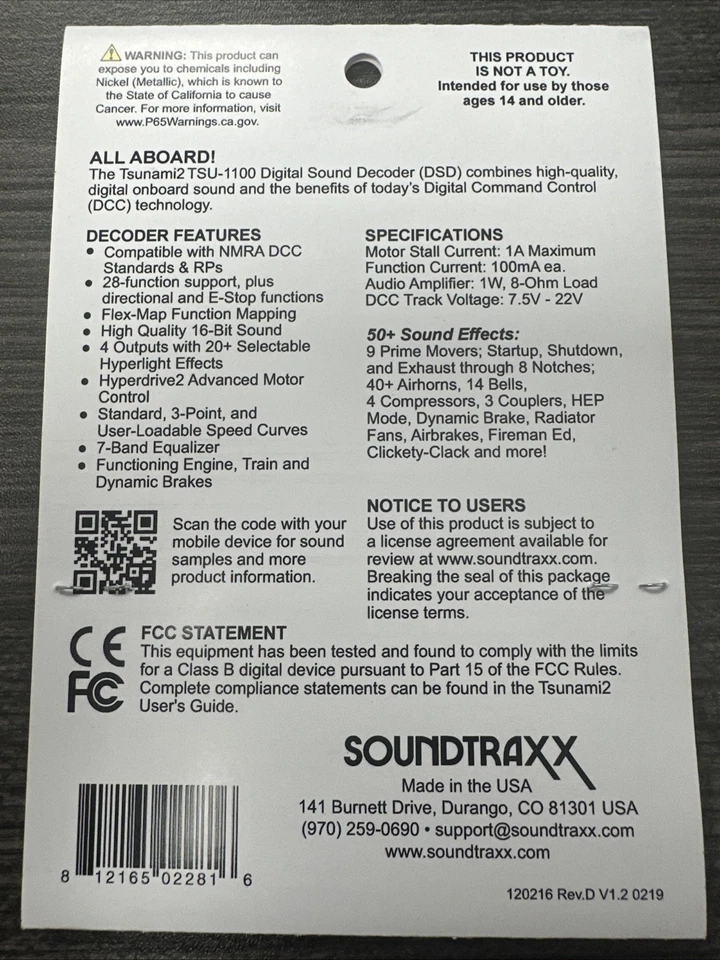 WARNING: This product can
expose you to chemicals including
Nickel (Metallic), which is known to
the State of California to cause
Cancer. For more information, visit
www.P65Warnings.ca.gov.
THIS PRODUCT
IS NOT A TOY.
Intended for use by those
ages 14 and older.
ALL ABOARD!
The Tsunami2 TSU-1100 Digital Sound Decoder (DSD) combines high-quality,
digital onboard sound and the benefits of today's Digital Command Control
(DCC) technology.
DECODER FEATURES
• Compatible with NMRA DCC
Standards & RPs
• 28-function support, plus
directional and E-Stop functions
• Flex-Map Function Mapping
• High Quality 16-Bit Sound
• 4 Outputs with 20+ Selectable
Hyperlight Effects
• Hyperdrive2 Advanced Motor
Control
• Standard, 3-Point, and
User-Loadable Speed Curves
• 7-Band Equalizer
• Functioning Engine, Train and
Dynamic Brakes
SPECIFICATIONS
Motor Stall Current: 1A Maximum
Function Current: 100mA ea.
Audio Amplifier: 1W, 8-Ohm Load
DCC Track Voltage: 7.5V - 22V
50+ Sound Effects:
9 Prime Movers; Startup, Shutdown,
and Exhaust through 8 Notches;
40+ Airhorns, 14 Bells,
4 Compressors, 3 Couplers, HEP
Mode, Dynamic Brake, Radiator
Fans, Airbrakes, Fireman Ed,
Clickety-Clack and more!
Scan the code with your
mobile device for sound
samples and more
product information.
NOTICE TO USERS
Use of this product is subject to
a license agreement available for
review at www.soundtraxx.com.
Breaking the seal of this package
indicates your acceptance of the
license terms.
CE
FC
FCC STATEMENT
This equipment has been tested and found to comply with the limits
for a Class B digital device pursuant to Part 15 of the FCC Rules.
Complete compliance statements can be found in the Tsunami2
User's Guide.
SOUNDTRAXX
Made in the USA
141 Burnett Drive, Durango, CO 81301 USA
(970) 259-0690 • support@soundtraxx.com
www.soundtraxx.com
8 12165 02281 6
120216 Rev.D V1.2 0219